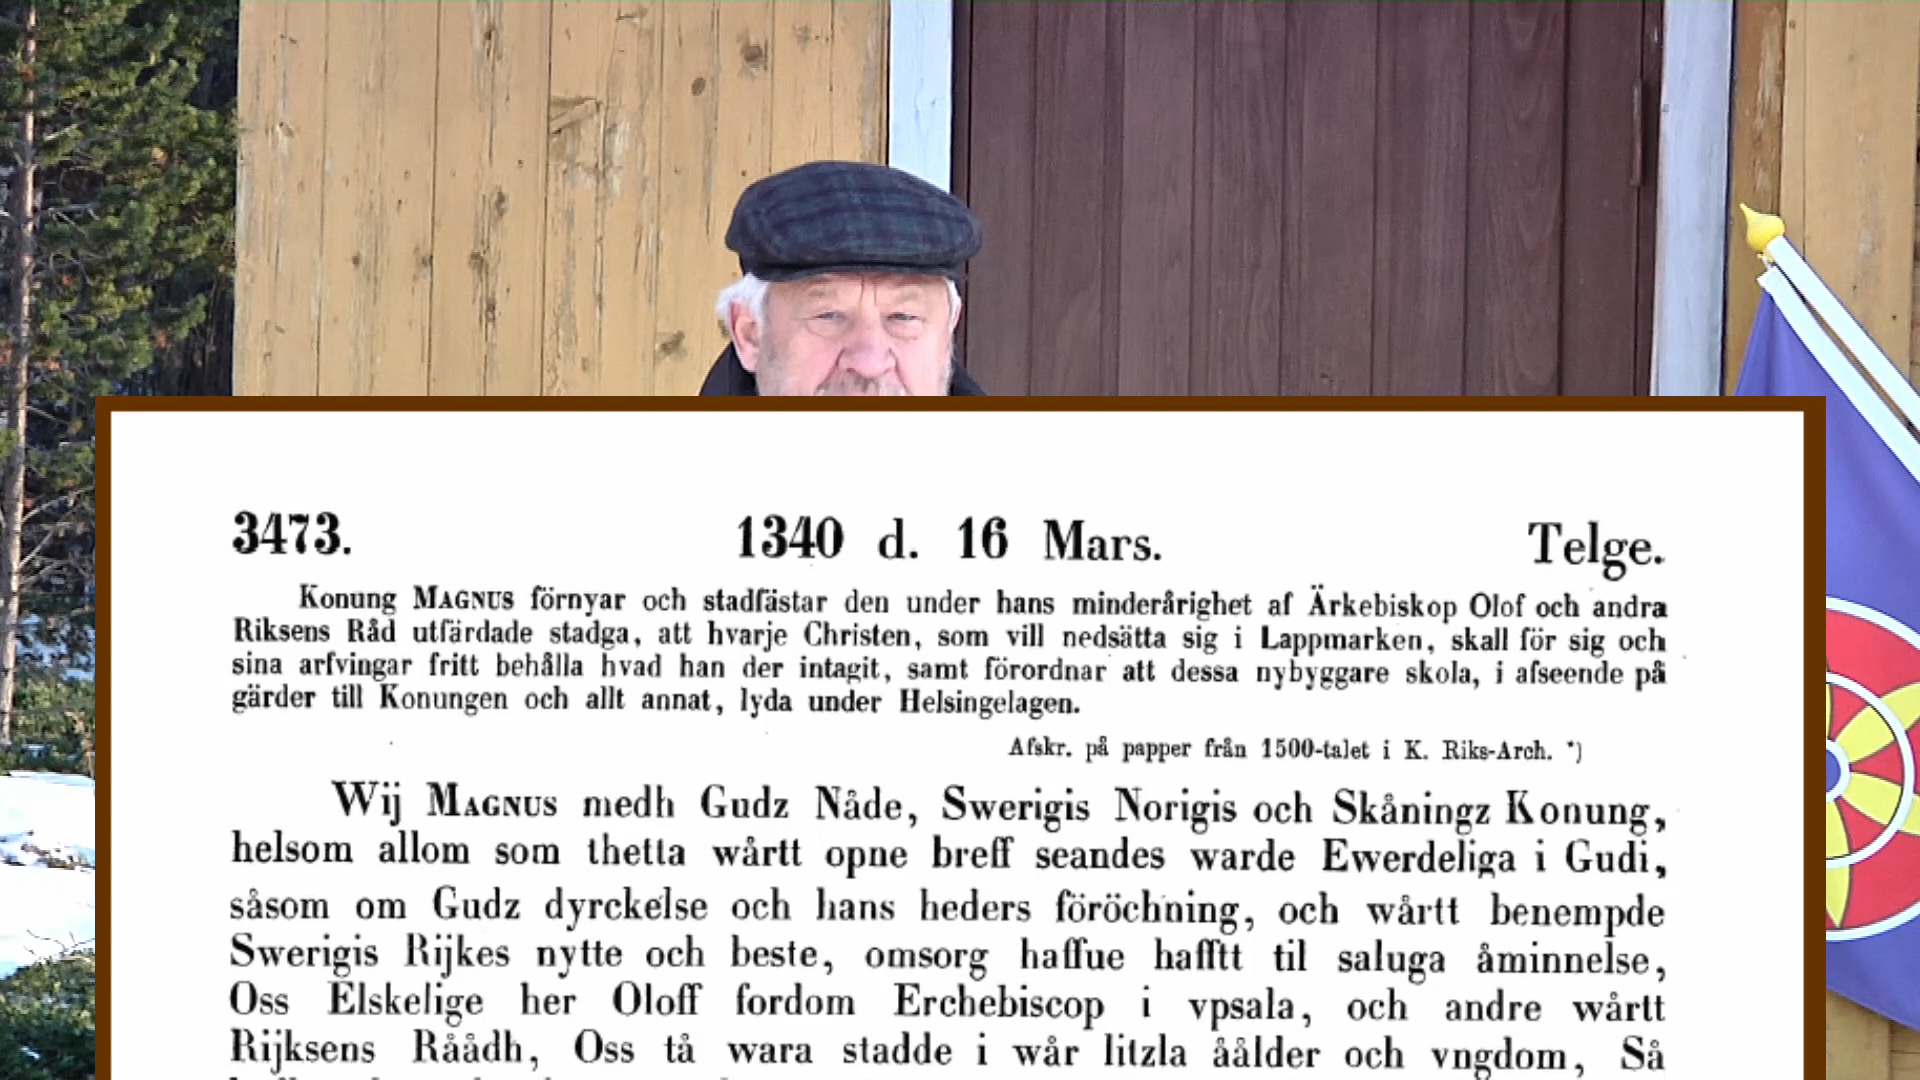 3473. 1340 d. 16 Mars. Telge.
Konung MAGNUS förnyar och stadfästar den under hans minderårighet af Ärkebiskop Olof och andra
Riksens Råd utfärdade stadga, att hvarje Christen, som vill nedsätta sig i Lappmarken, skall för sig och
sina arfvingar fritt behålla hvad han der intagit, samt förordnar att dessa nybyggare skola, i afseende på
gärder till Konungen och allt annat, lyda under Helsingelagen.
Afskr. på papper från 1500-talet i K. Riks-Arch. *)
Wij MAGNUS medh Gudz Nåde, Swerigis Norigis och Skåningz Konung,
helsom allom som thetta wårtt opne breff seandes warde Ewerdeliga i Gudi,
såsom om Gudz dyrckelse och hans heders föröchning, och wårtt benempde
Swerigis Rijkes nytte och beste, omsorg haffue hafftt til saluga åminnelse,
Oss Elskelige her Oloff fordom Erchebiscop i vpsala, och andre wårtt
Rijksens Råådh, Oss tå wara stadde i wår litzla åålder och vngdom, Så